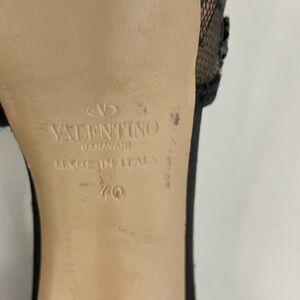 V
VALENTINO
GARAVANI
MADE IN ITALY
40